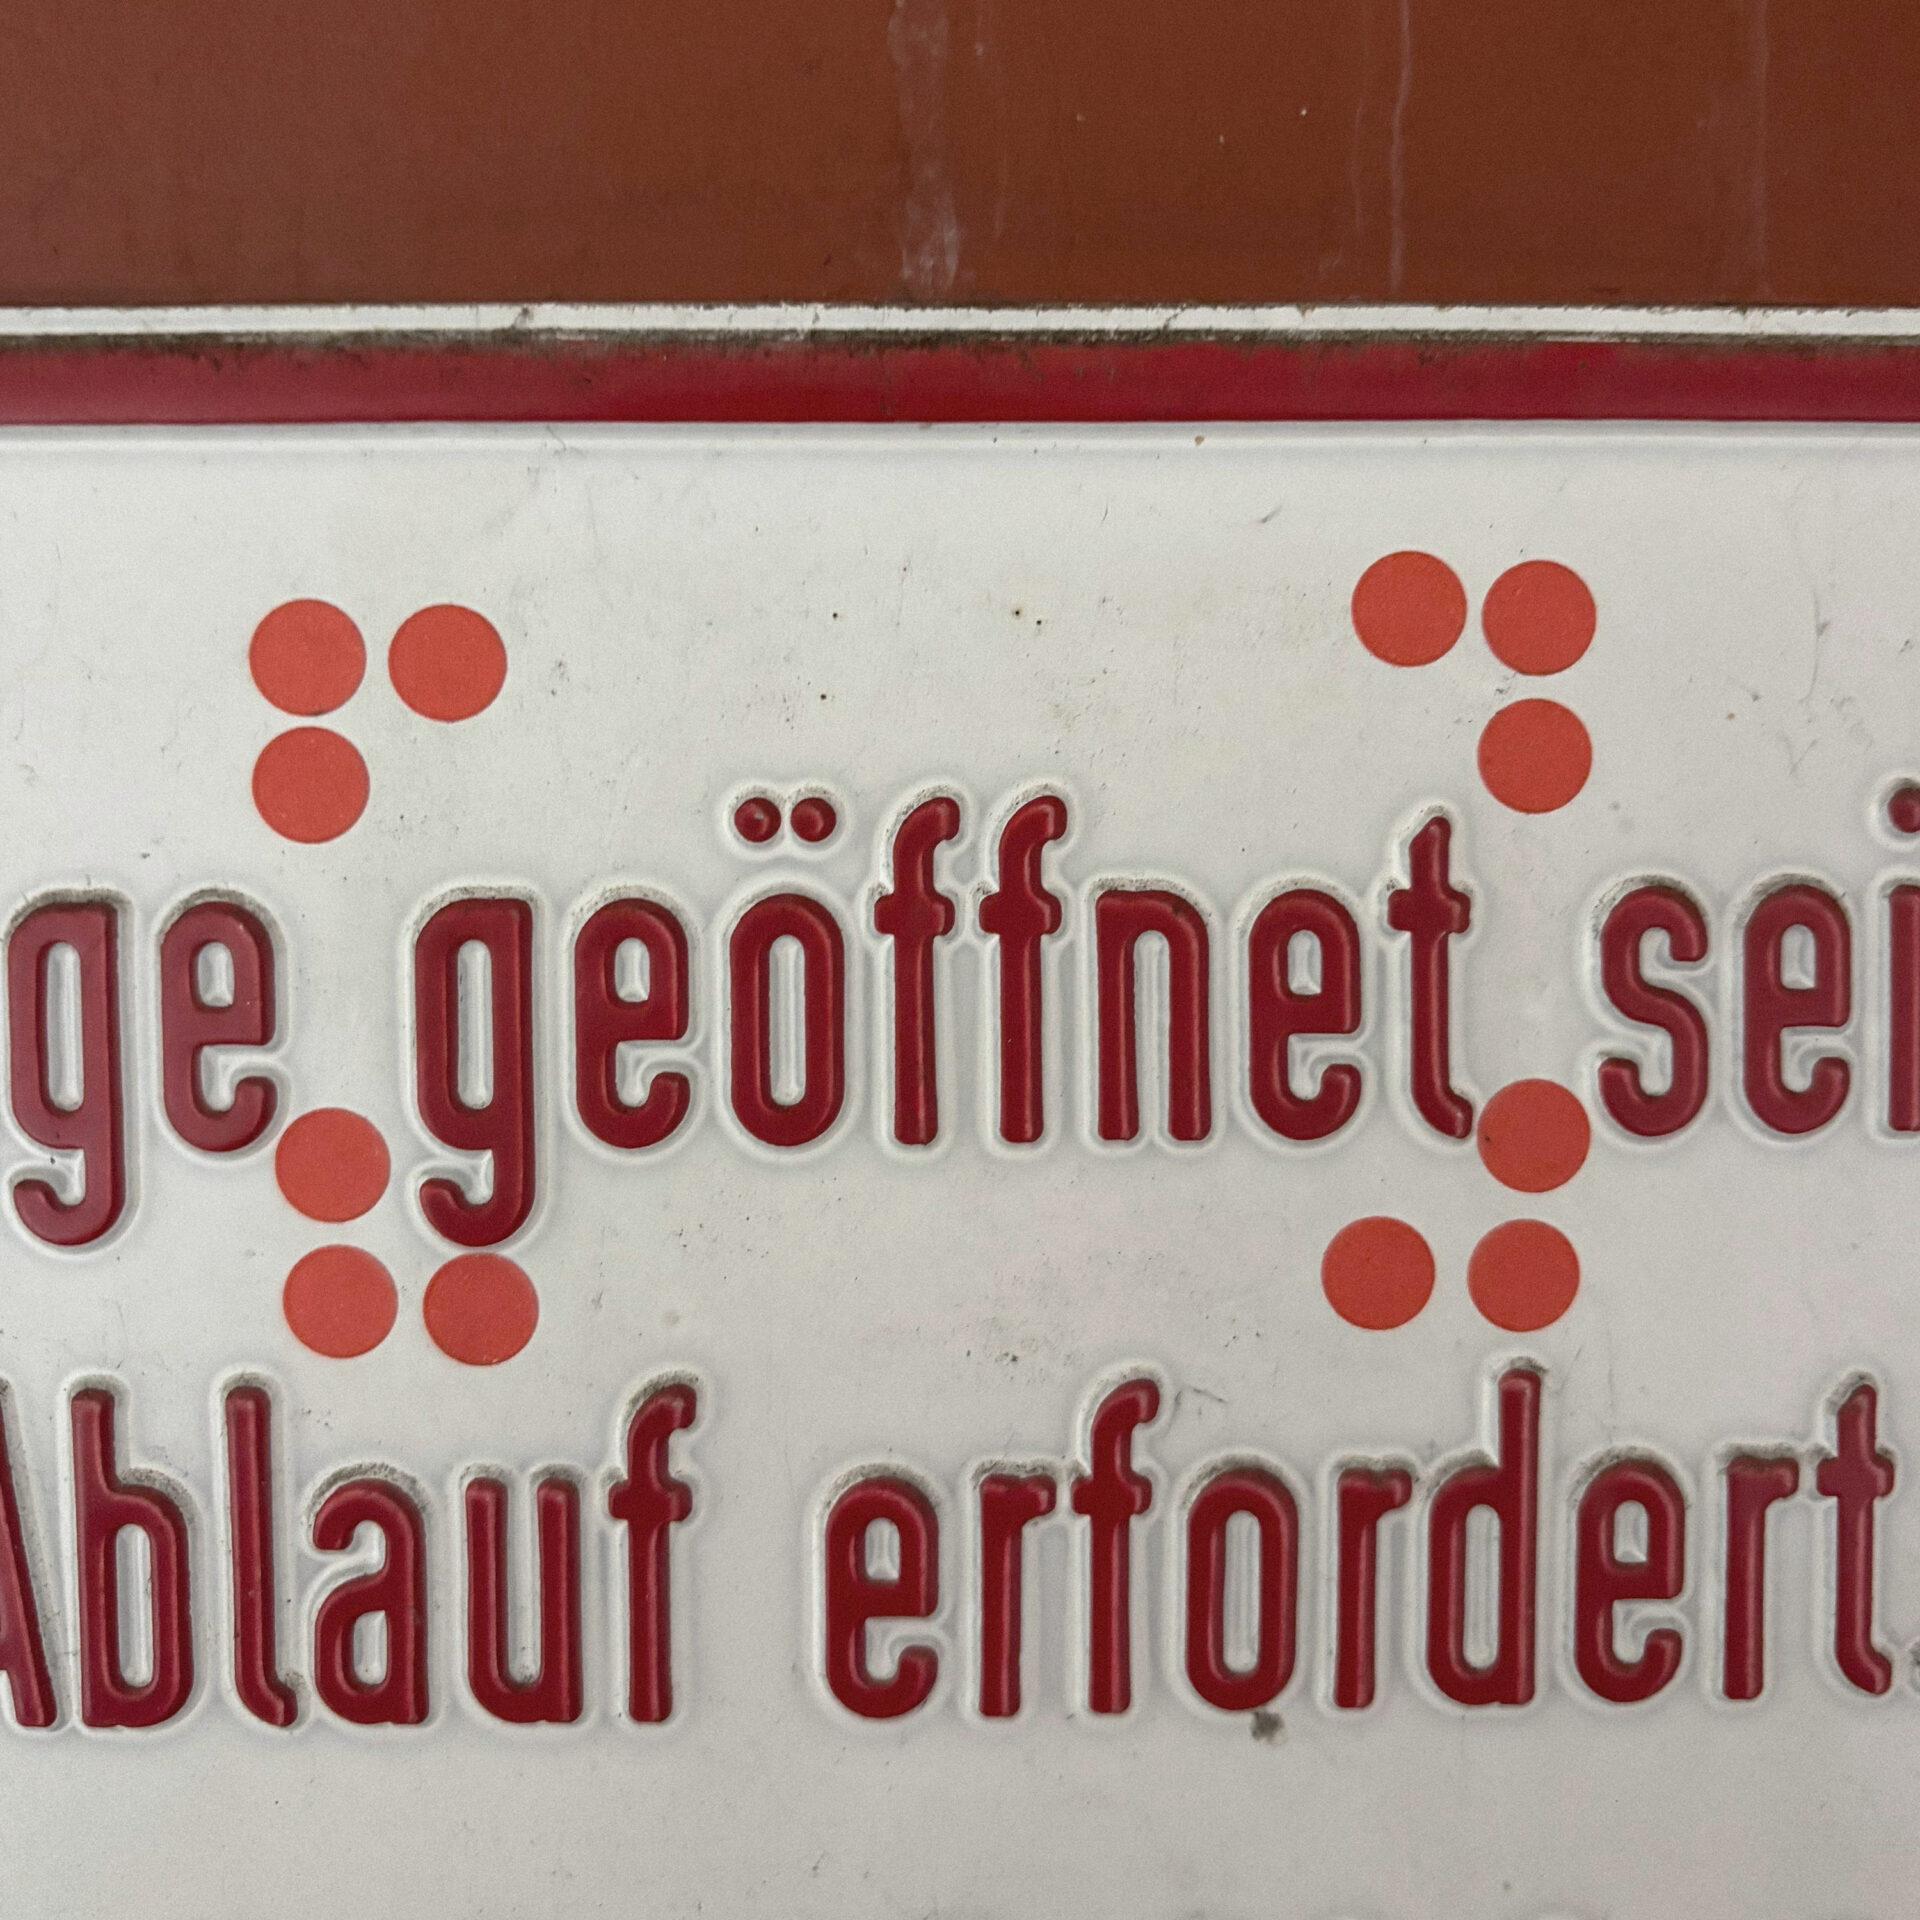 ge geöffnet sei
Ablauf erfordert.